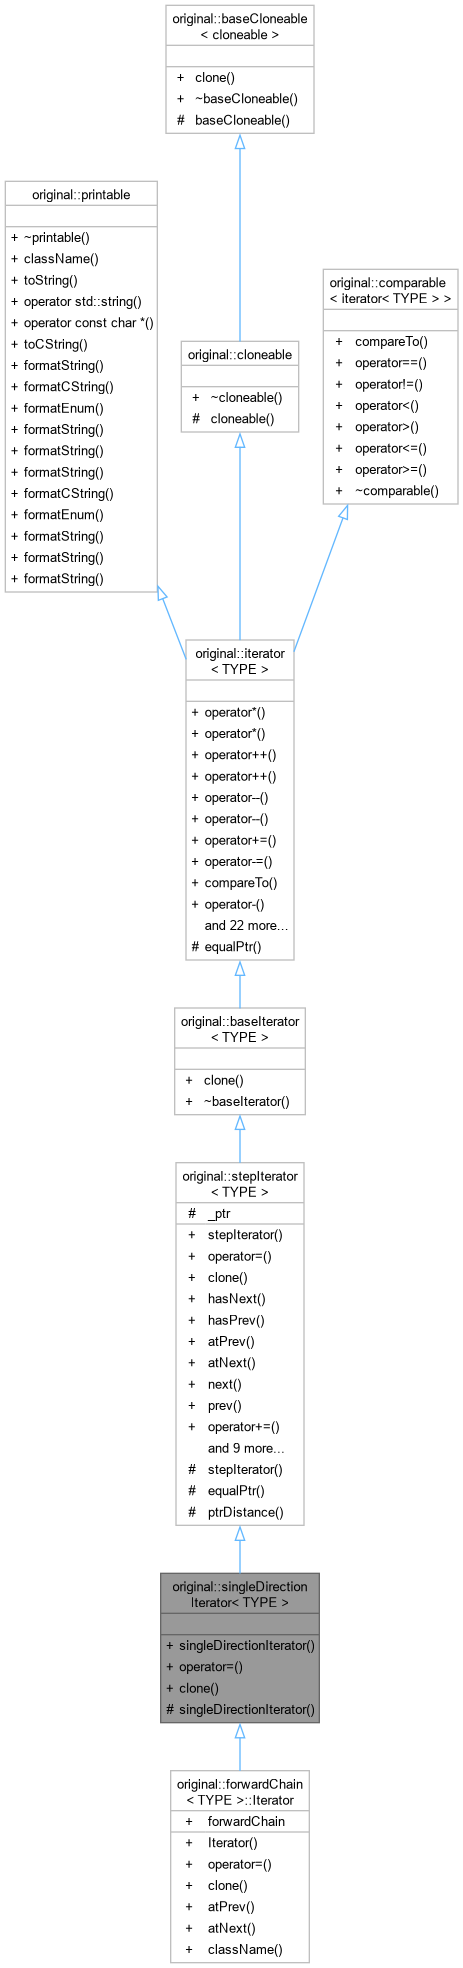 original::baseCloneable
< cloneable >
+ clone()
+ ~baseCloneable()
# baseCloneable()
original::printable
+ ~printable()
+ className()
+ toString()
+ operator std::string()
+ operator const char *()
+ toCString()
+ formatString()
+ formatCString()
+ formatEnum()
+ formatString()
+ formatString()
+ formatString()
+ formatCString()
+ formatEnum()
+ formatString()
+ formatString()
+ formatString()
original::cloneable
+ ~cloneable()
# cloneable()
original::comparable
< iterator< TYPE > >
+ compareTo()
+ operator==()
+ operator!=()
+ operator<()
+ operator>()
+ operator<=()
+ operator>=()
+ ~comparable()
original::iterator
< TYPE >
+ operator*()
+ operator*()
+ operator++()
+ operator++()
+ operator--()
+ operator--()
+ operator+=()
+ operator-=()
+ compareTo()
+ operator-()
and 22 more...
# equalPtr()
original::baseIterator
< TYPE >
+ clone()
+ ~baseIterator()
original::stepIterator
< TYPE >
# _ptr
+ stepIterator()
+ operator=()
+ clone()
+ hasNext()
+ hasPrev()
+ atPrev()
+ atNext()
+ next()
+ prev()
+ operator+=()
and 9 more...
# stepIterator()
# equalPtr()
# ptrDistance()
original::singleDirection
Iterator< TYPE >
+ singleDirectionIterator()
+ operator=()
+ clone()
# singleDirectionIterator()
original::forwardChain
< TYPE >::Iterator
+ forwardChain
+ Iterator()
+ operator=()
+ clone()
+ atPrev()
+ atNext()
+ className()